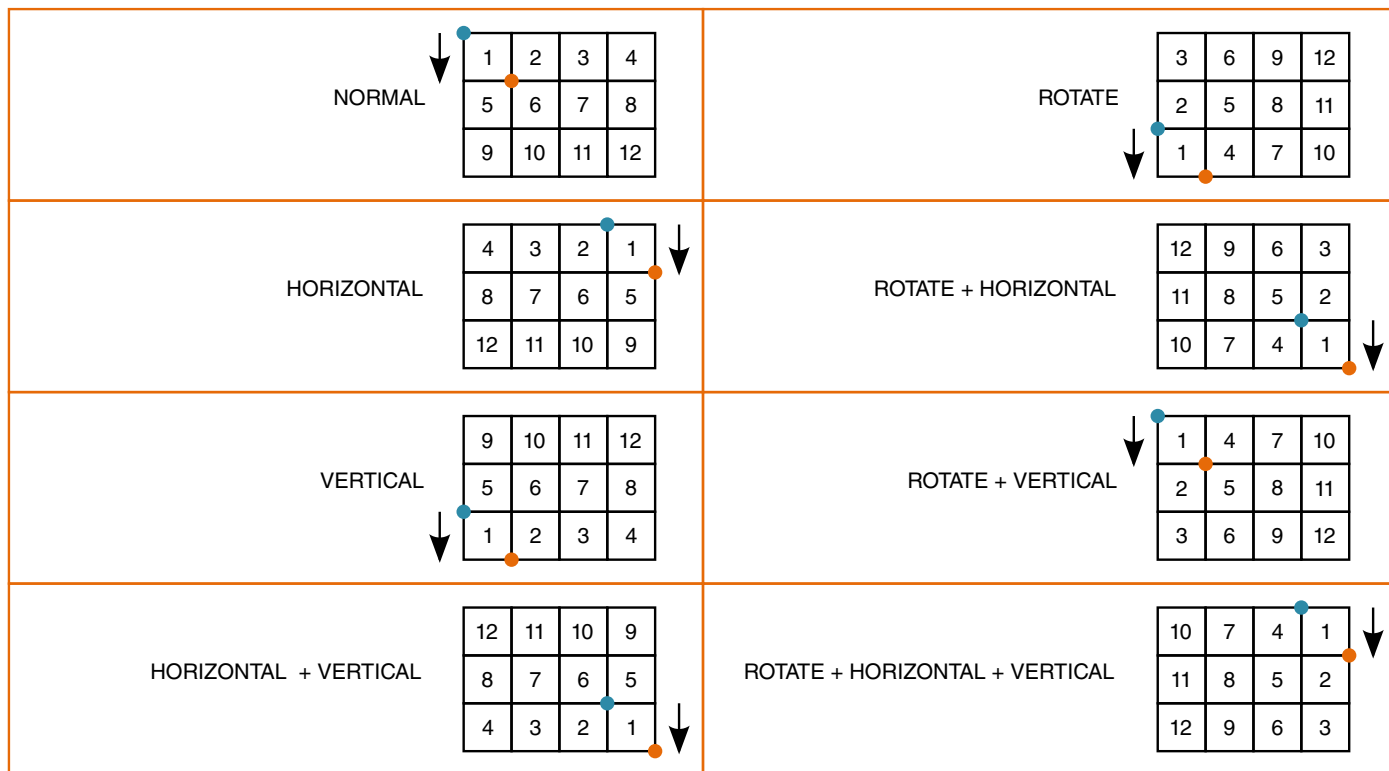 NORMAL
1 2 3 4
5 6 7 8
9 10 11 12
ROTATE
3 6 9 12
2 5 8 11
1 4 7 10
HORIZONTAL
4 3 2 1
8 7 6 5
12 11 10 9
ROTATE + HORIZONTAL
12 9 6 3
11 8 5 2
10 7 4 1
VERTICAL
9 10 11 12
5 6 7 8
1 2 3 4
ROTATE + VERTICAL
1 4 7 10
2 5 8 11
3 6 9 12
HORIZONTAL + VERTICAL
12 11 10 9
8 7 6 5
4 3 2 1
ROTATE + HORIZONTAL + VERTICAL
10 7 4 1
11 8 5 2
12 9 6 3